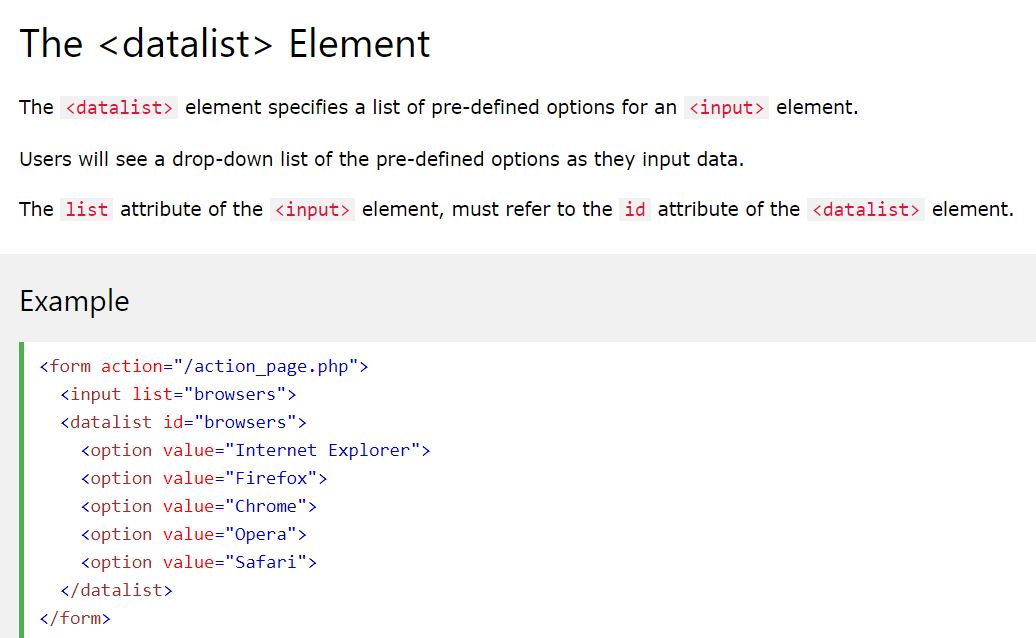 The <datalist> Element
The <datalist> element specifies a list of pre-defined options for an <input> element.
Users will see a drop-down list of the pre-defined options as they input data.
The list attribute of the <input> element, must refer to the id attribute of the <datalist> element.
Example
<form action="/action_page.php">
  <input list="browsers">
  <datalist id="browsers">
    <option value="Internet Explorer">
    <option value="Firefox">
    <option value="Chrome">
    <option value="Opera">
    <option value="Safari">
  </datalist>
</form>